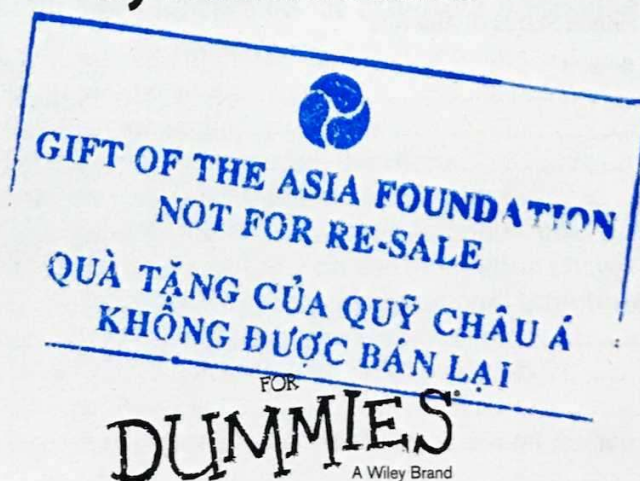 GIFT OF THE ASIA FOUNDATION
NOT FOR RE-SALE
QUÀ TẶNG CỦA QUỸ CHÂU Á
KHÔNG ĐƯỢC BÁN LẠI
FOR
DUMMIES®
A Wiley Brand